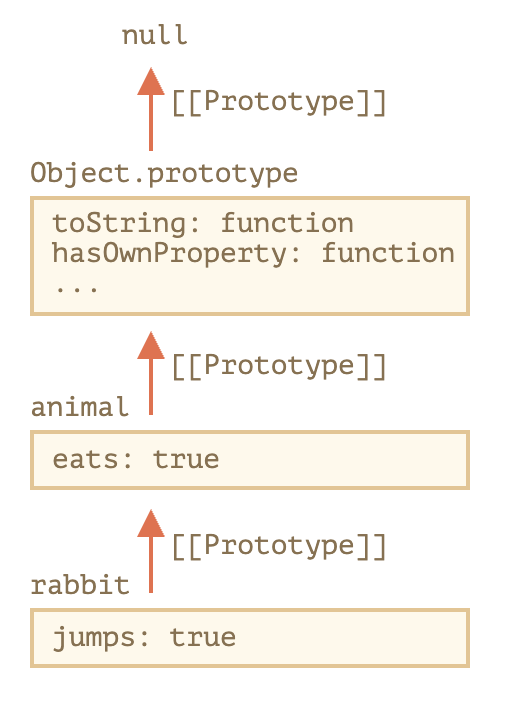 null
[[Prototype]]
Object.prototype
toString: function
hasOwnProperty: function
...
[[Prototype]]
animal
eats: true
[[Prototype]]
rabbit
jumps: true